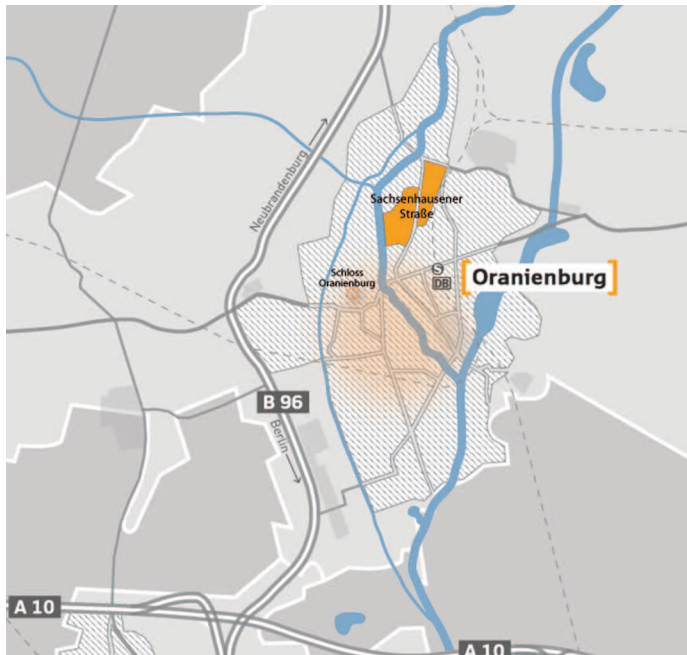 Neubrandenburg
Sachsenhausener
Straße
Schloss
Oranienburg
S
DB
Oranienburg
B 96
Berlin
A 10
A 10